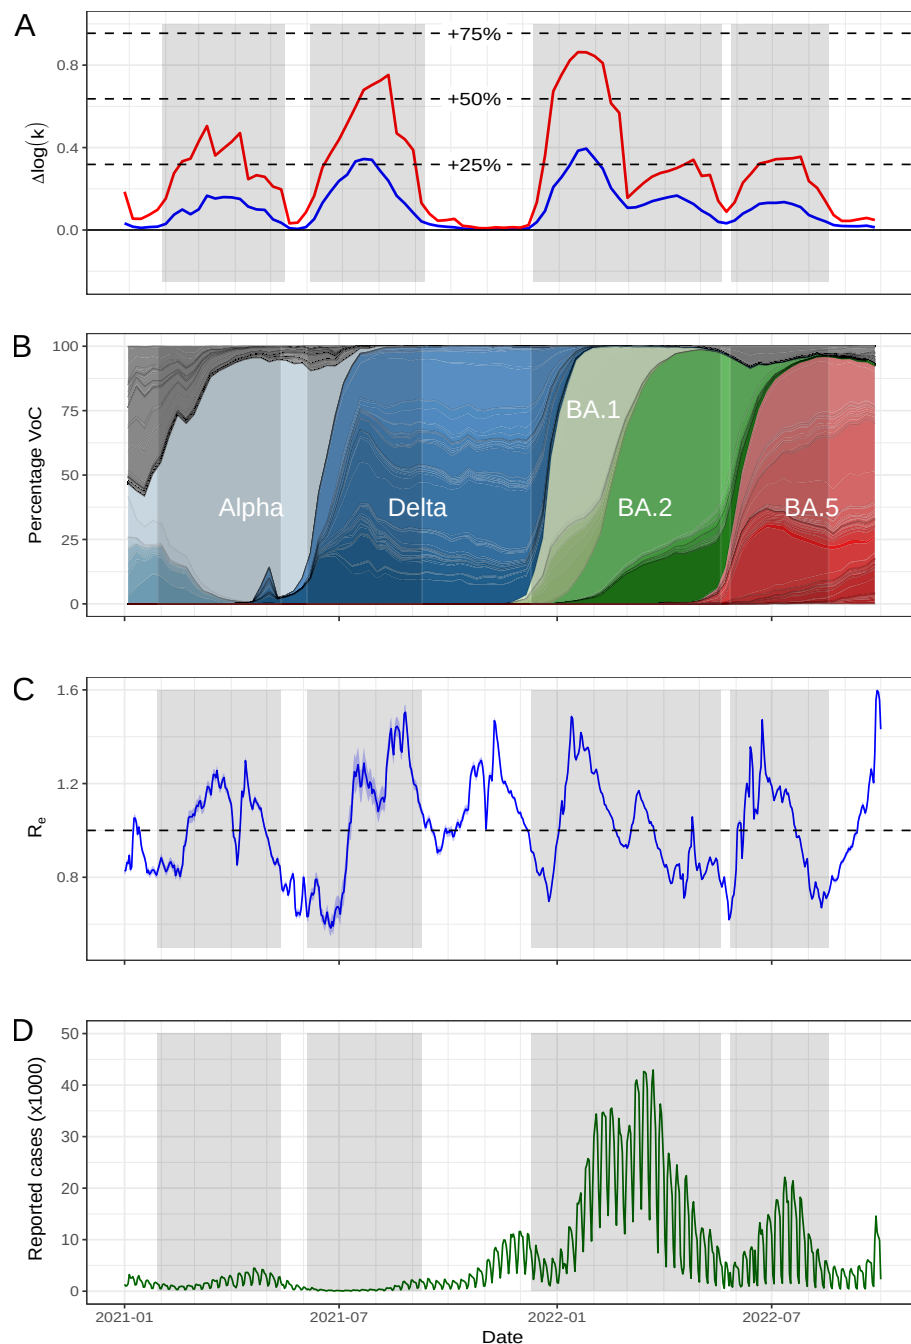 A
Δlog(k)
0.8
0.4
0.0
+75%
+50%
+25%
B
Percentage VoC
100
75
50
25
0
Alpha
Delta
BA.1
BA.2
BA.5
C
Re
1.6
1.2
0.8
D
Reported cases (x1000)
50
40
30
20
10
0
2021-01
2021-07
2022-01
2022-07
Date